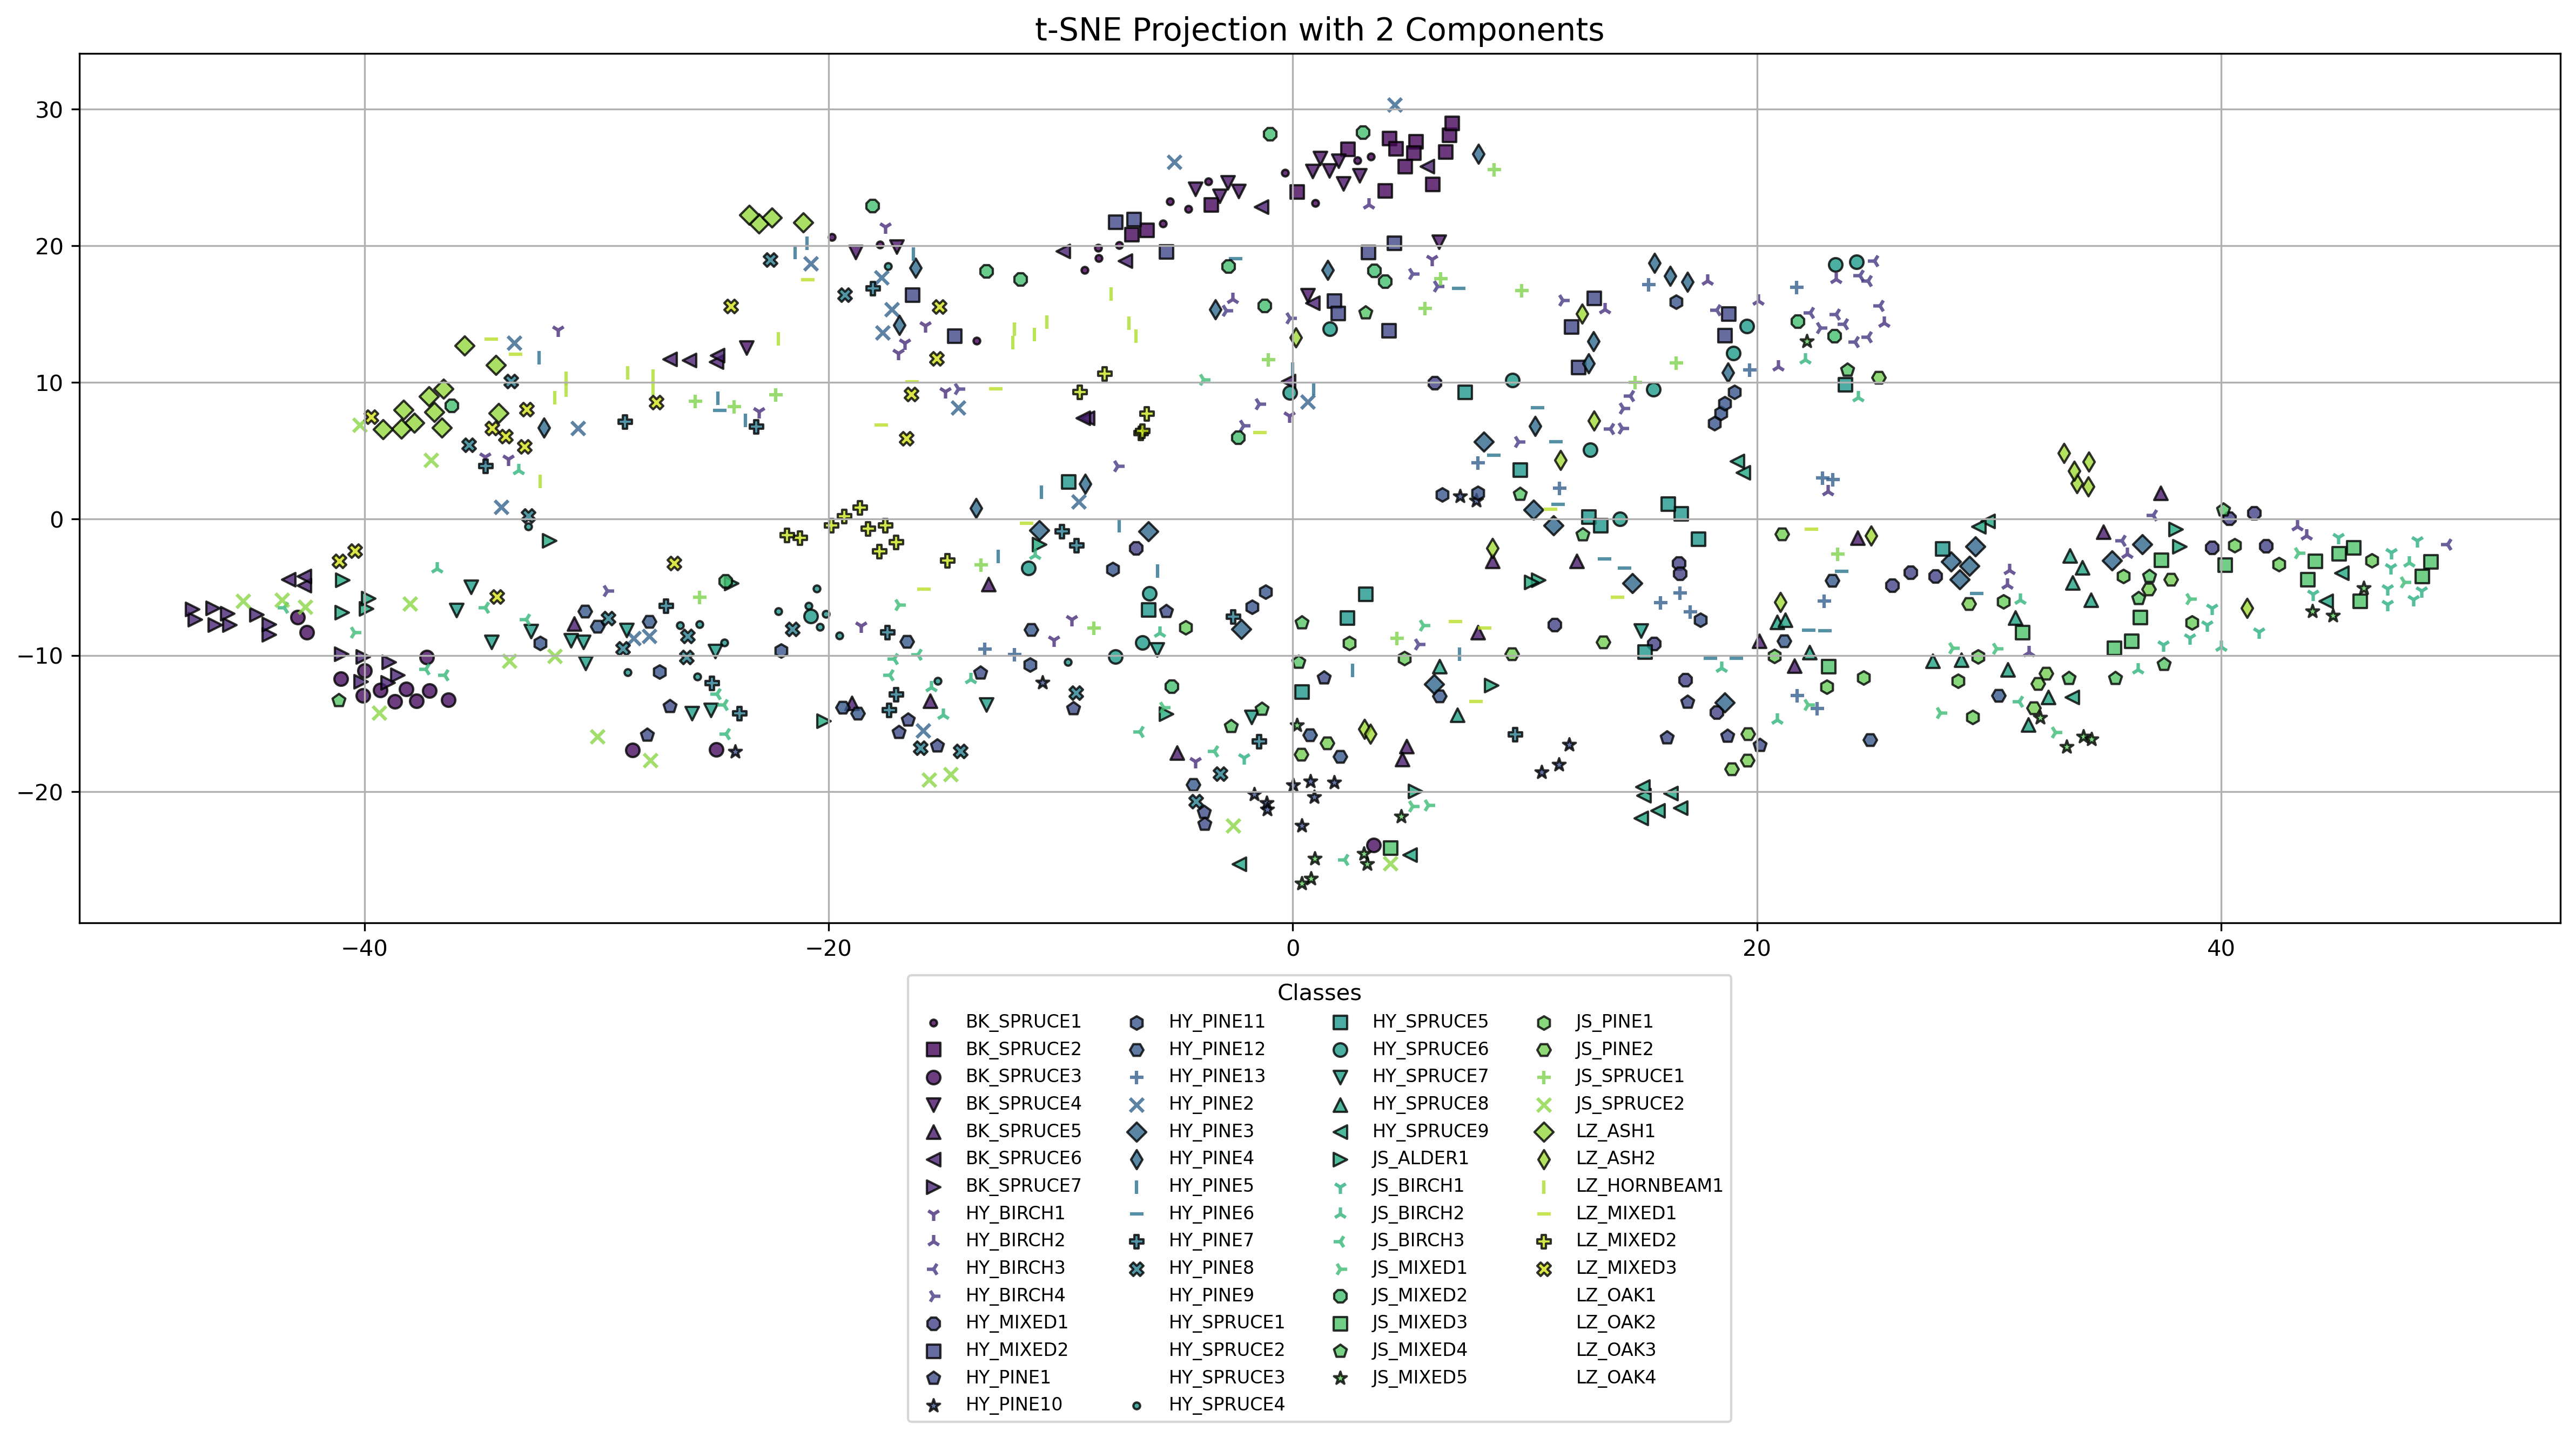 t-SNE Projection with 2 Components
30
20
10
0
−10
−20
−40
−20
0
20
40
Classes
BK_SPRUCE1
BK_SPRUCE2
BK_SPRUCE3
BK_SPRUCE4
BK_SPRUCE5
BK_SPRUCE6
BK_SPRUCE7
HY_BIRCH1
HY_BIRCH2
HY_BIRCH3
HY_BIRCH4
HY_MIXED1
HY_MIXED2
HY_PINE1
HY_PINE10
HY_PINE11
HY_PINE12
HY_PINE13
HY_PINE2
HY_PINE3
HY_PINE4
HY_PINE5
HY_PINE6
HY_PINE7
HY_PINE8
HY_PINE9
HY_SPRUCE1
HY_SPRUCE2
HY_SPRUCE3
HY_SPRUCE4
HY_SPRUCE5
HY_SPRUCE6
HY_SPRUCE7
HY_SPRUCE8
HY_SPRUCE9
JS_ALDER1
JS_BIRCH1
JS_BIRCH2
JS_BIRCH3
JS_MIXED1
JS_MIXED2
JS_MIXED3
JS_MIXED4
JS_MIXED5
JS_PINE1
JS_PINE2
JS_SPRUCE1
JS_SPRUCE2
LZ_ASH1
LZ_ASH2
LZ_HORNBEAM1
LZ_MIXED1
LZ_MIXED2
LZ_MIXED3
LZ_OAK1
LZ_OAK2
LZ_OAK3
LZ_OAK4